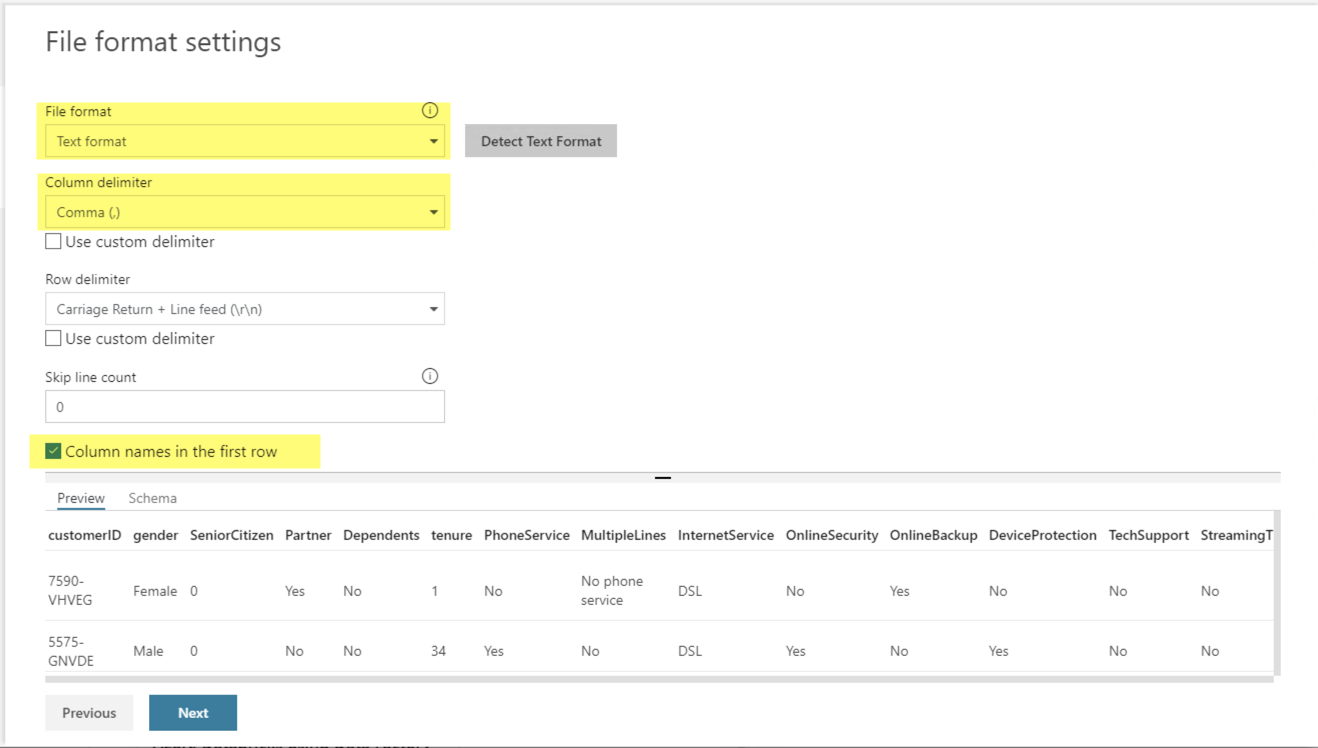 File format settings
File format
Text format
Detect Text Format
Column delimiter
Comma (,)
Use custom delimiter
Row delimiter
Carriage Return + Line feed (\r\n)
Use custom delimiter
Skip line count
0
Column names in the first row
Preview Schema
customerID gender SeniorCitizen Partner Dependents tenure PhoneService MultipleLines InternetService OnlineSecurity OnlineBackup DeviceProtection TechSupport StreamingT
7590-
VHVEG Female 0 Yes No 1 No No phone
service DSL No Yes No No No
5575-
GNVDE Male 0 No No 34 Yes No DSL Yes No Yes No No
Previous Next